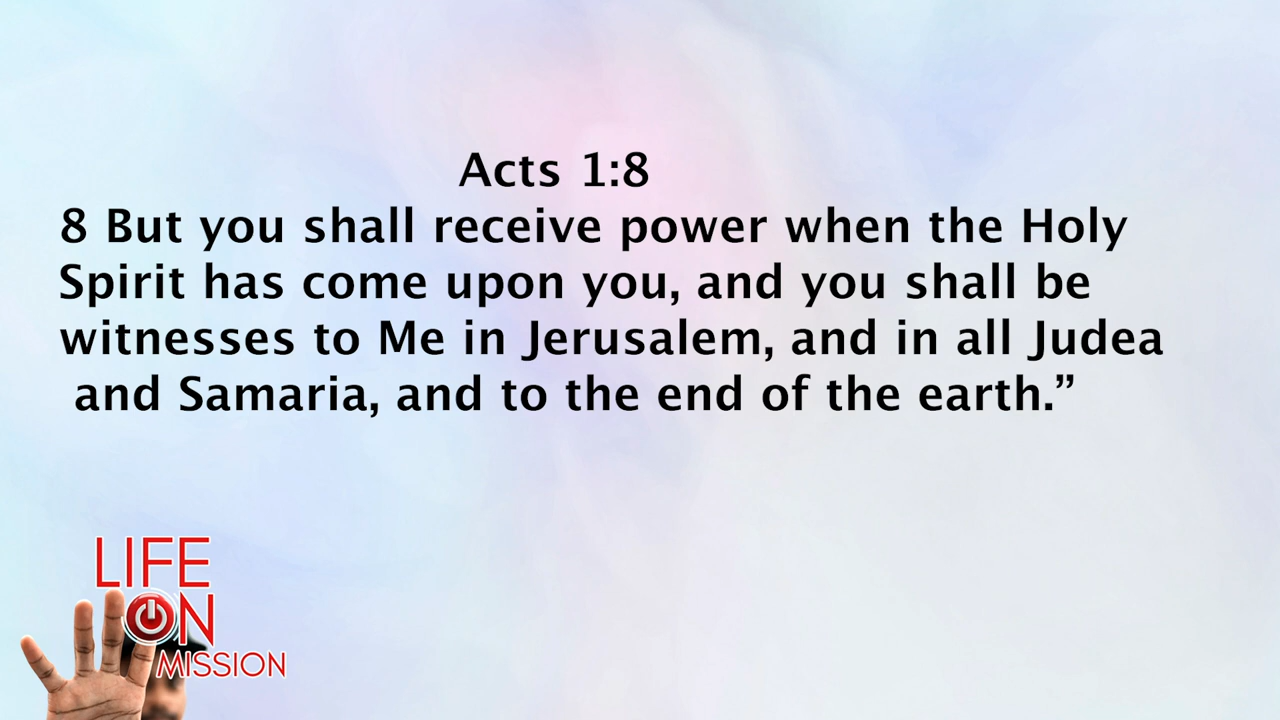 Acts 1:8
8 But you shall receive power when the Holy
Spirit has come upon you, and you shall be
witnesses to Me in Jerusalem, and in all Judea
and Samaria, and to the end of the earth.”
LIFE
ON
MISSION